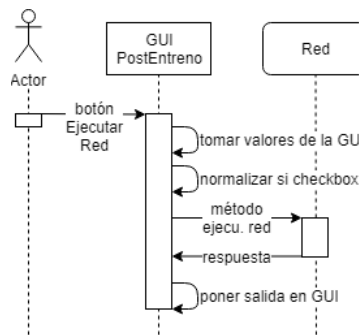 GUI
PostEntreno
Red
Actor
botón
Ejecutar
Red
tomar valores de la GU
normalizar si checkbox
método
ejecu. red
respuesta
poner salida en GUI